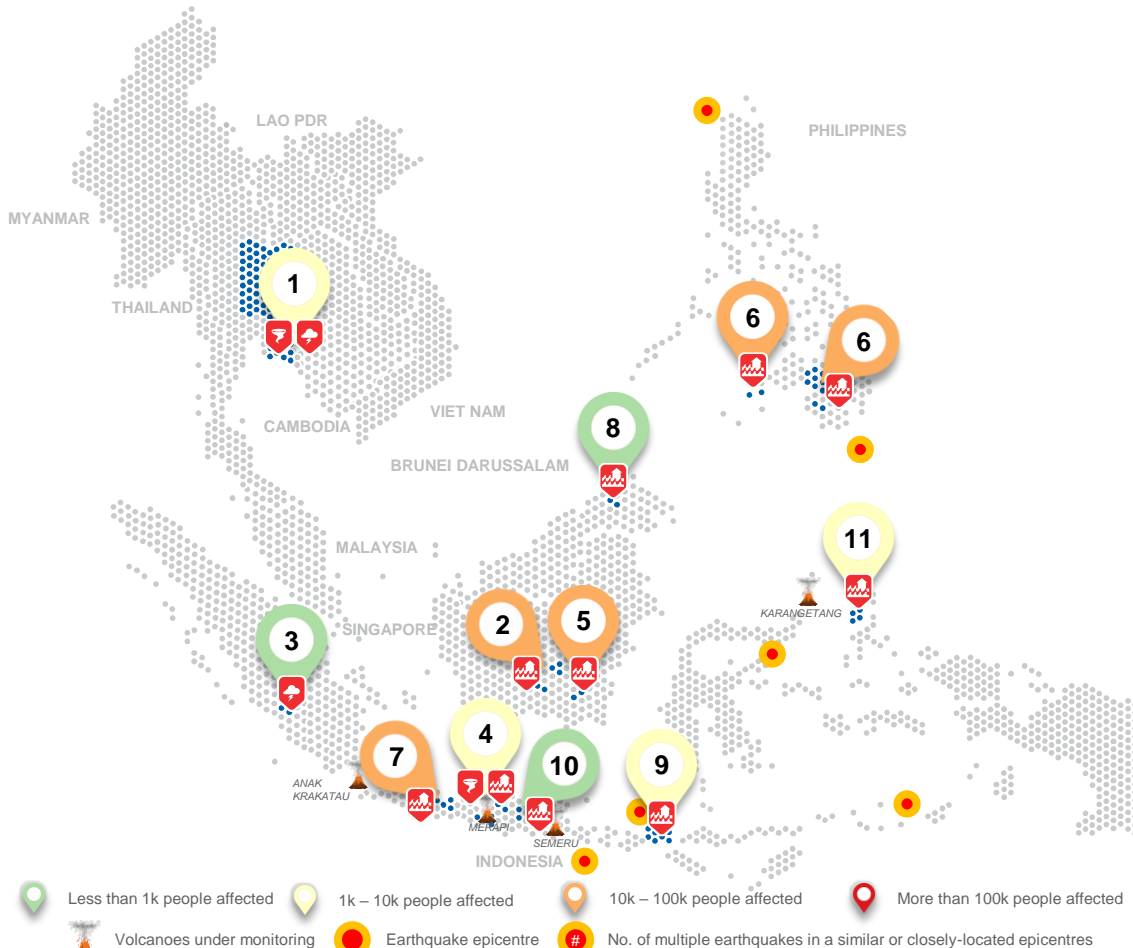 LAO PDR
PHILIPPINES
MYANMAR
1
THAILAND
6
6
CAMBODIA
VIET NAM
8
BRUNEI DARUSSALAM
MALAYSIA
11
KARANGETANG
SINGAPORE
2
5
3
4
7
10
9
ANAK
KRAKATAU
MERAPI
SEMERU
INDONESIA
Less than 1k people affected
1k – 10k people affected
10k – 100k people affected
More than 100k people affected
Volcanoes under monitoring
Earthquake epicentre
#
No. of multiple earthquakes in a similar or closely-located epicentres